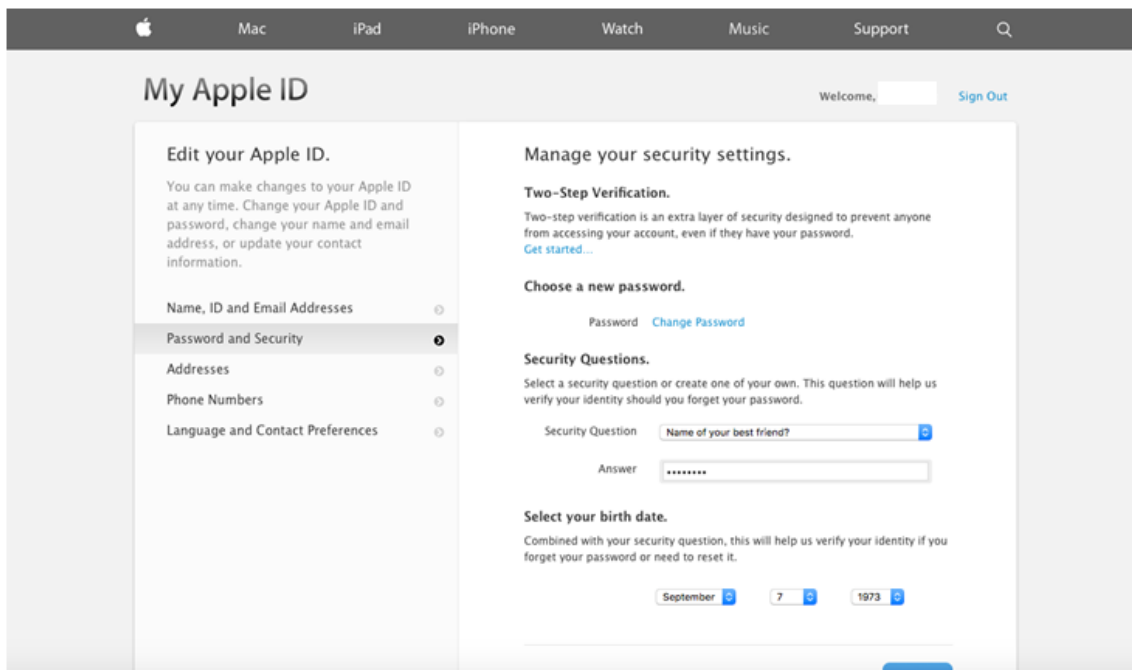 Mac iPad iPhone Watch Music Support
My Apple ID
Welcome,
Sign Out
Edit your Apple ID.
You can make changes to your Apple ID
at any time. Change your Apple ID and
password, change your name and email
address, or update your contact
information.
Name, ID and Email Addresses
Password and Security
Addresses
Phone Numbers
Language and Contact Preferences
Manage your security settings.
Two-Step Verification.
Two-step verification is an extra layer of security designed to prevent anyone
from accessing your account, even if they have your password.
Get started...
Choose a new password.
Password Change Password
Security Questions.
Select a security question or create one of your own. This question will help us
verify your identity should you forget your password.
Security Question Name of your best friend?
Answer ••••••••
Select your birth date.
Combined with your security question, this will help us verify your identity if you
forget your password or need to reset it.
September 7 1973